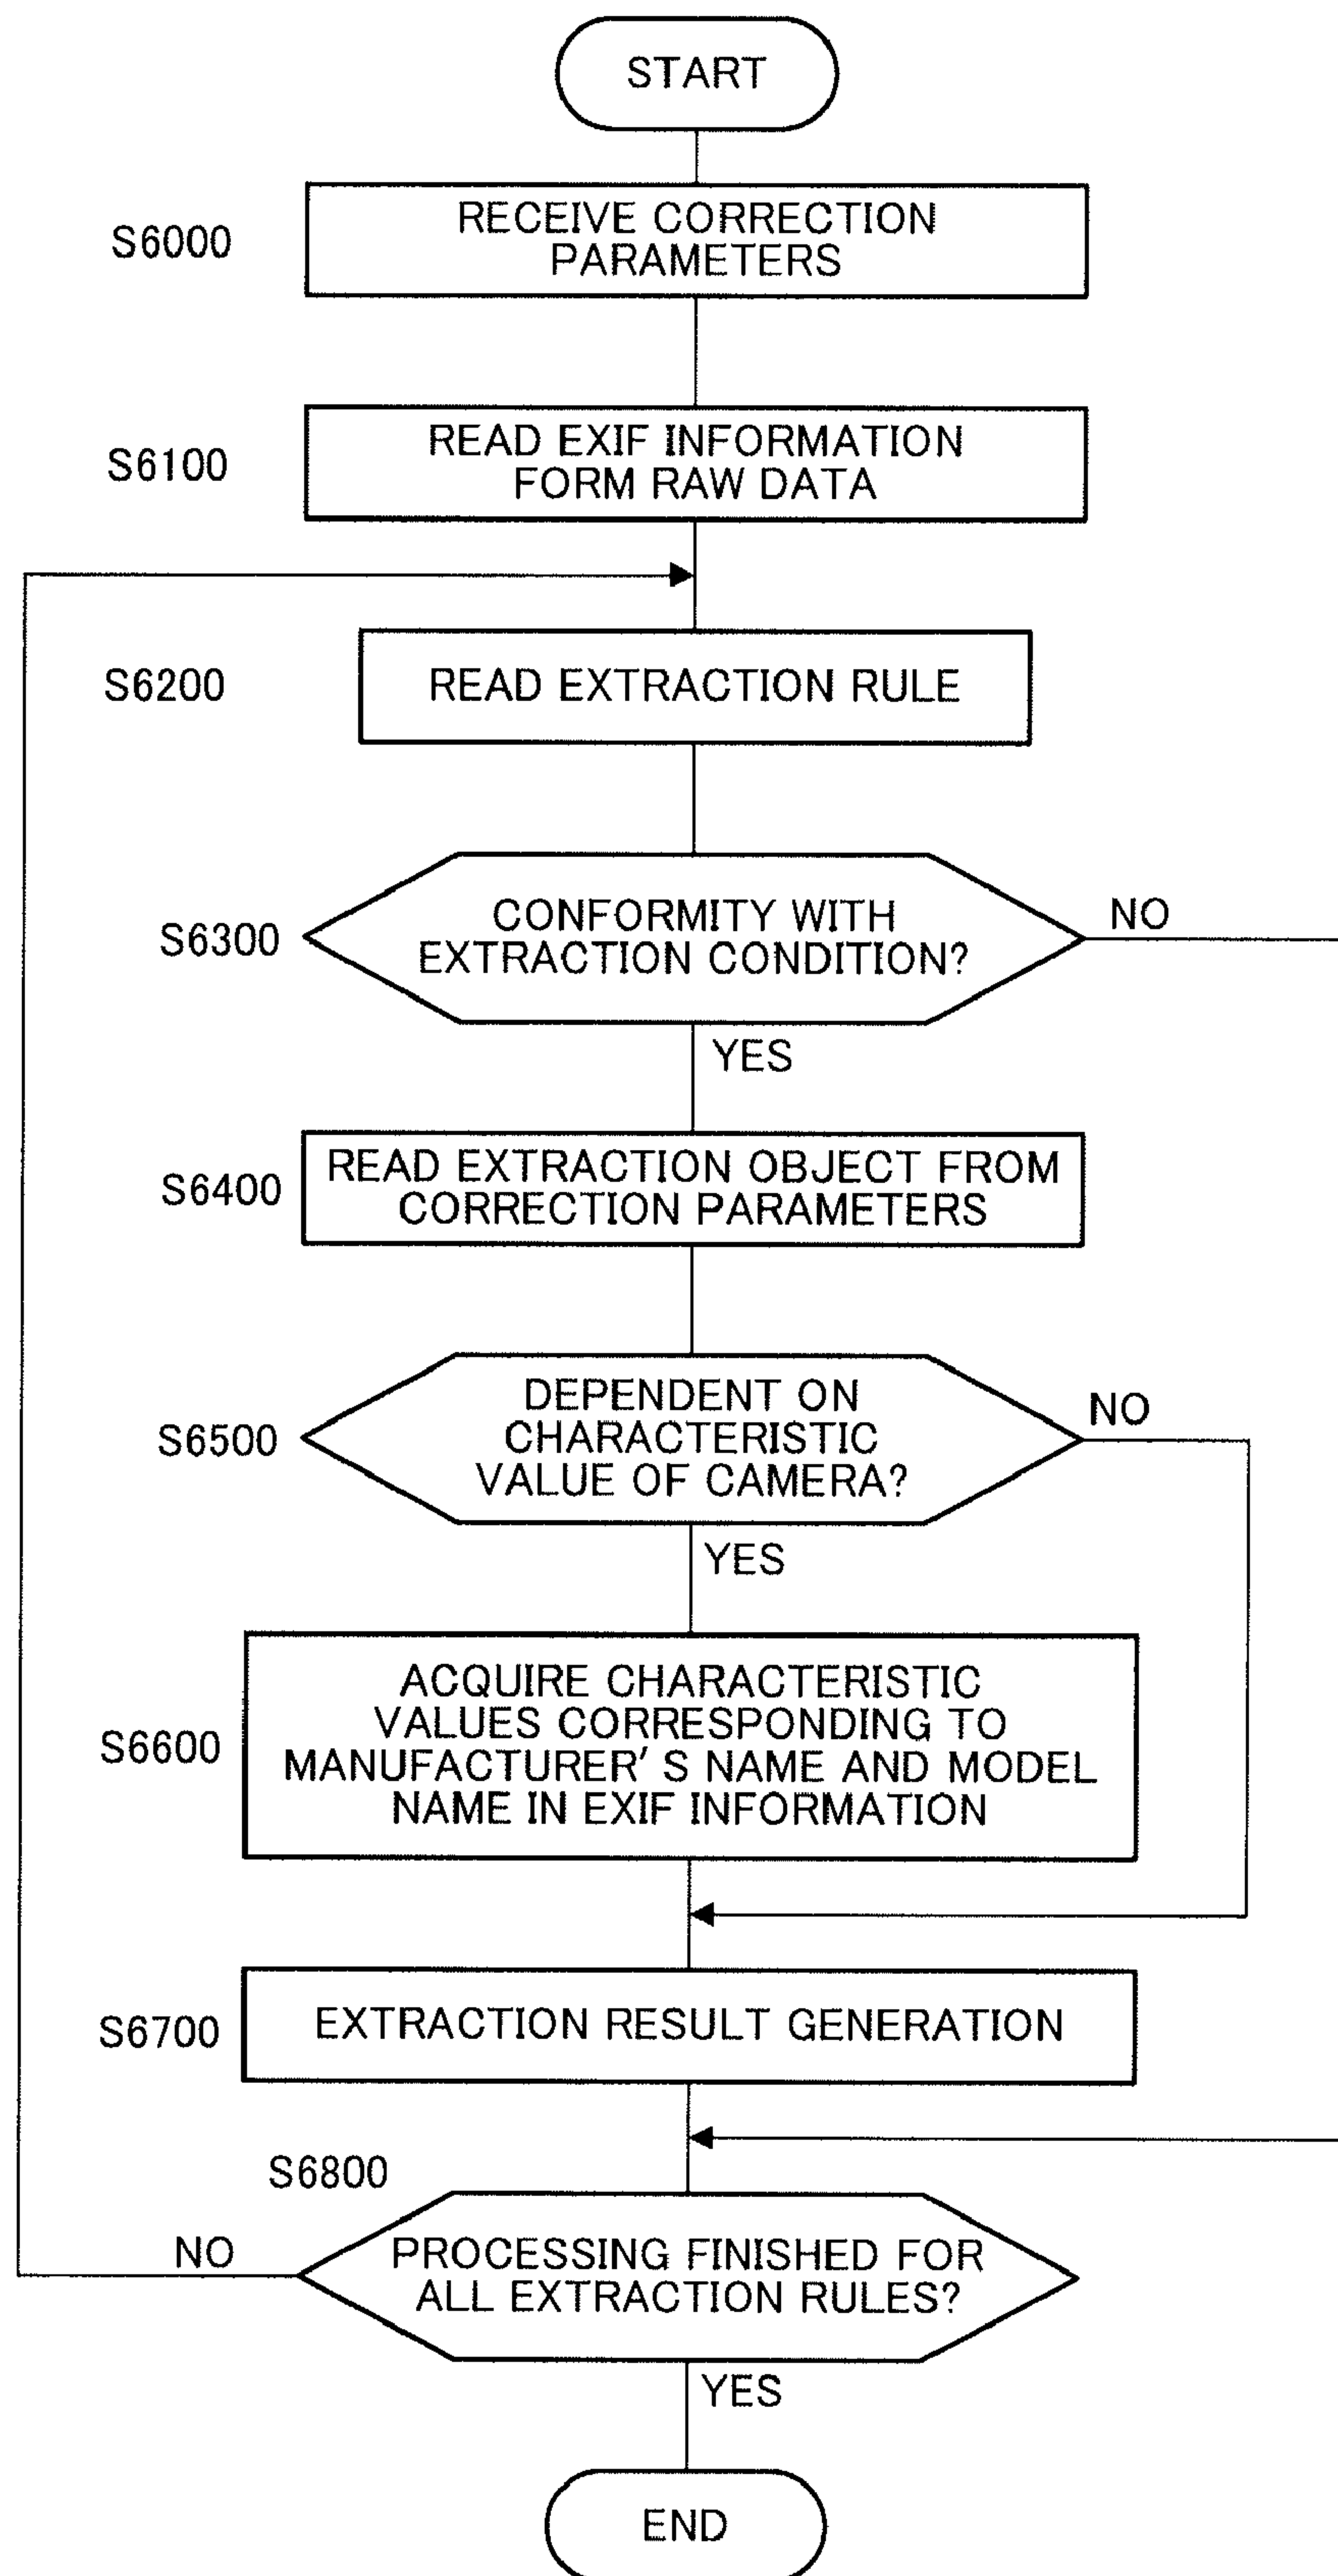 START
S6000
RECEIVE CORRECTION
PARAMETERS
S6100
READ EXIF INFORMATION
FORM RAW DATA
S6200
READ EXTRACTION RULE
S6300
CONFORMITY WITH
EXTRACTION CONDITION?
NO
YES
S6400
READ EXTRACTION OBJECT FROM
CORRECTION PARAMETERS
S6500
DEPENDENT ON
CHARACTERISTIC
VALUE OF CAMERA?
NO
YES
S6600
ACQUIRE CHARACTERISTIC
VALUES CORRESPONDING TO
MANUFACTURER'S NAME AND MODEL
NAME IN EXIF INFORMATION
S6700
EXTRACTION RESULT GENERATION
S6800
NO
PROCESSING FINISHED FOR
ALL EXTRACTION RULES?
YES
END